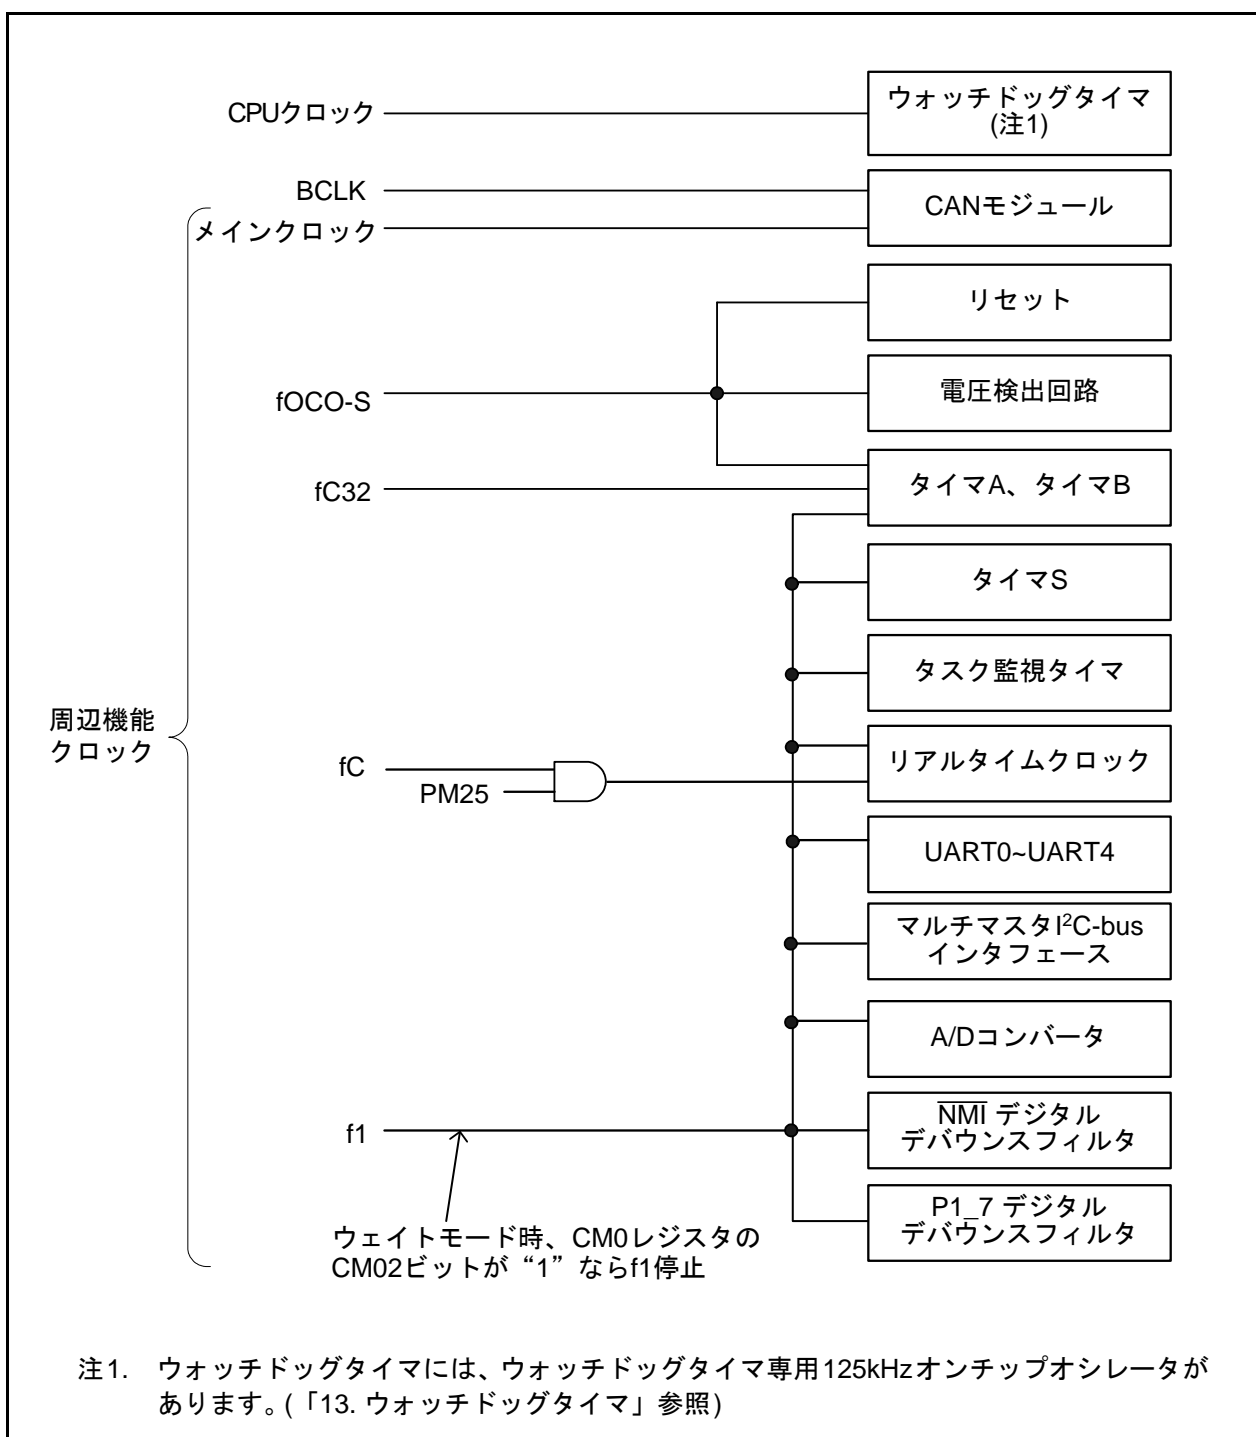 CPUクロック
ウォッチドッグタイマ
(注1)
BCLK
メインクロック
CANモジュール
リセット
fOCO-S
電圧検出回路
fC32
タイマA、タイマB
タイマS
タスク監視タイマ
周辺機能
クロック
fC
PM25
リアルタイムクロック
UART0~UART4
マルチマスタI²C-bus
インタフェース
A/Dコンバータ
f1
NMI デジタル
デバウンスフィルタ
P1_7 デジタル
デバウンスフィルタ
ウェイトモード時、CM0レジスタの
CM02ビットが“1”ならf1停止
注1. ウォッチドッグタイマには、ウォッチドッグタイマ専用125kHzオンチップオシレータが
あります。(「13. ウォッチドッグタイマ」参照)